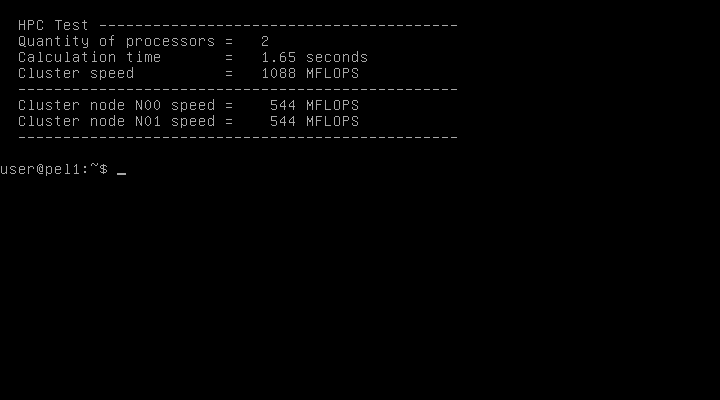 HPC Test ----------------------------------------
Quantity of processors =   2
Calculation time       =   1.65 seconds
Cluster speed          =   1088 MFLOPS
-------------------------------------------------
Cluster node N00 speed =    544 MFLOPS
Cluster node N01 speed =    544 MFLOPS
-------------------------------------------------
user@pel1:~$ _